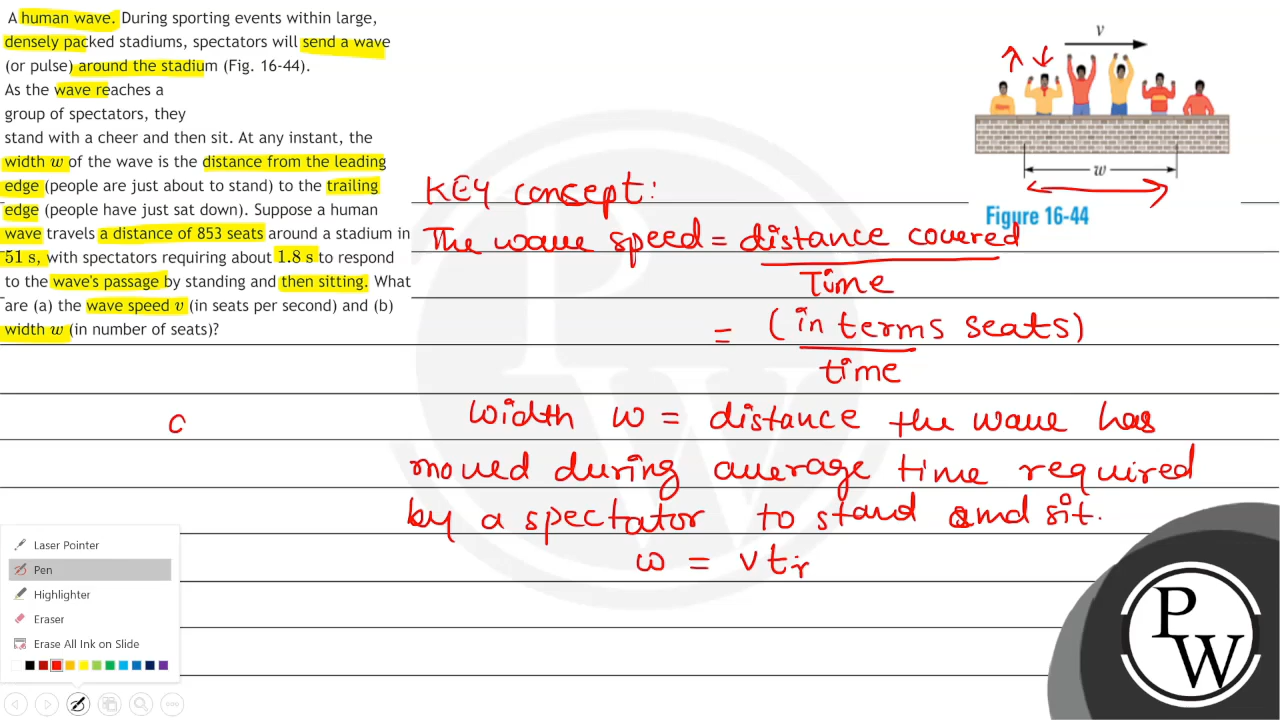 A human wave. During sporting events within large,
densely packed stadiums, spectators will send a wave
(or pulse) around the stadium (Fig. 16-44).
As the wave reaches a
group of spectators, they
stand with a cheer and then sit. At any instant, the
width w of the wave is the distance from the leading
edge (people are just about to stand) to the trailing
edge (people have just sat down). Suppose a human
wave travels a distance of 853 seats around a stadium in
51 s, with spectators requiring about 1.8 s to respond
to the wave's passage by standing and then sitting. What
are (a) the wave speed v (in seats per second) and (b)
width w (in number of seats)?
v
w
Figure 16-44
KEY concept:
The wave speed = distance covered
Time
= (in terms seats)
time
Width w = distance the wave has
moved during average time required
by a spectator to stand and sit.
w = v tr
Laser Pointer
Pen
Highlighter
Eraser
Erase All Ink on Slide
P
W